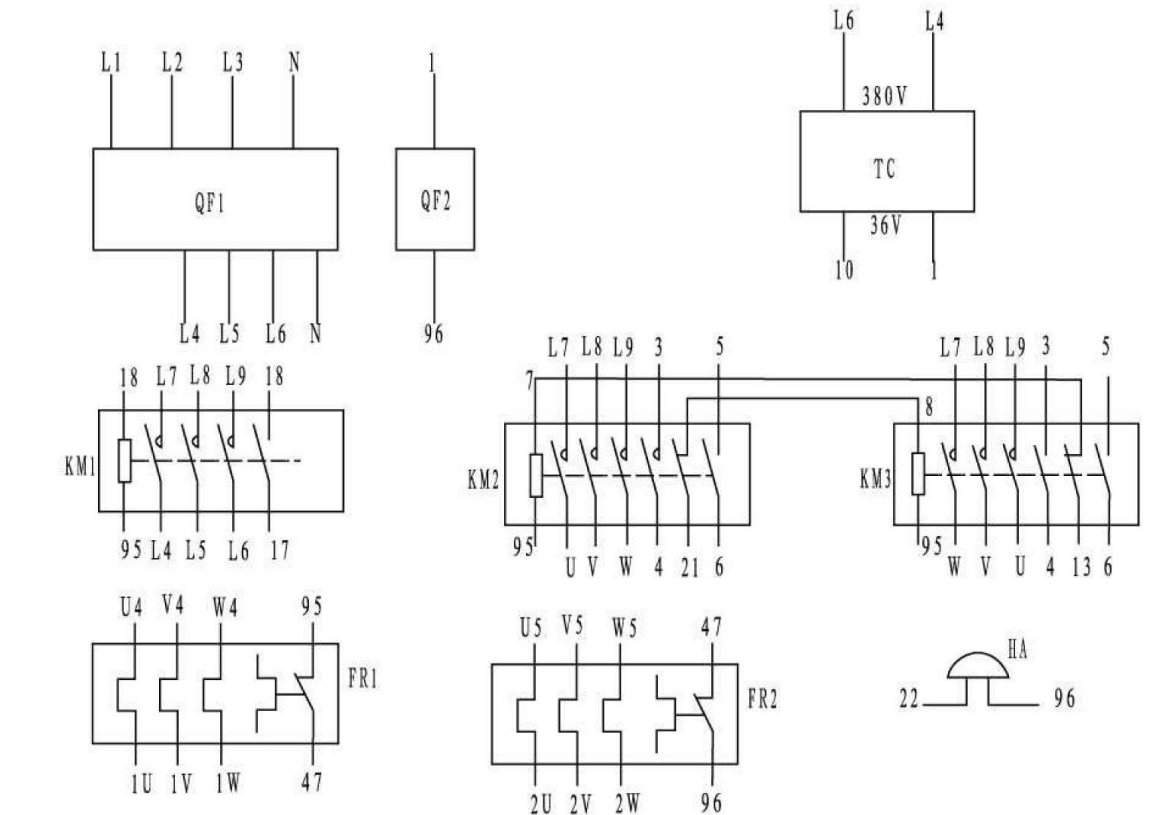 L6 L4
L1 L2 L3 N 1
380V
TC
QF1 QF2
36V
10 1
L4 L5 L6 N 96
18 L7 L8 L9 18
L7 L8 L9 3 5
L7 L8 L9 3 5
7
8
KM1
KM2
KM3
95 L4 L5 L6 17
95
U V W 4 21 6
95
W V U 4 13 6
U4 V4 W4 95
U5 V5 W5 47
FR1
HA
FR2
22 96
1U 1V 1W 47
2U 2V 2W 96